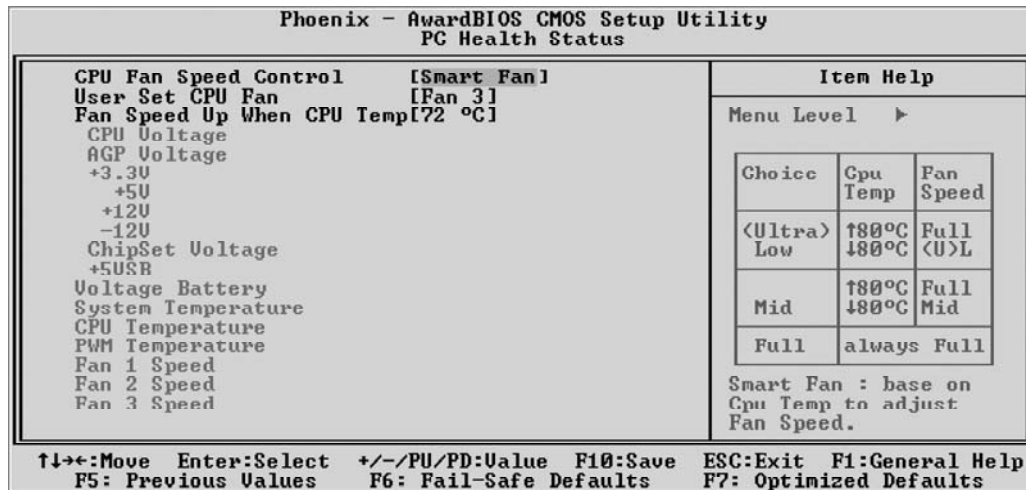 Phoenix - AwardBIOS CMOS Setup Utility
PC Health Status
CPU Fan Speed Control [Smart Fan]
User Set CPU Fan [Fan 3]
Fan Speed Up When CPU Temp[72 ºC]
CPU Voltage
AGP Voltage
+3.3V
+5V
+12V
-12V
ChipSet Voltage
+5USB
Voltage Battery
System Temperature
CPU Temperature
PWM Temperature
Fan 1 Speed
Fan 2 Speed
Fan 3 Speed
Item Help
Menu Level
Choice Cpu Fan
Temp Speed
(Ultra) ↑80ºC Full
Low ↓80ºC (U)L
↑80ºC Full
Mid ↓80ºC Mid
Full always Full
Smart Fan : base on
Cpu Temp to adjust
Fan Speed.
↑↓→←:Move Enter:Select +/-/PU/PD:Value F10:Save ESC:Exit F1:General Help
F5: Previous Values F6: Fail-Safe Defaults F7: Optimized Defaults